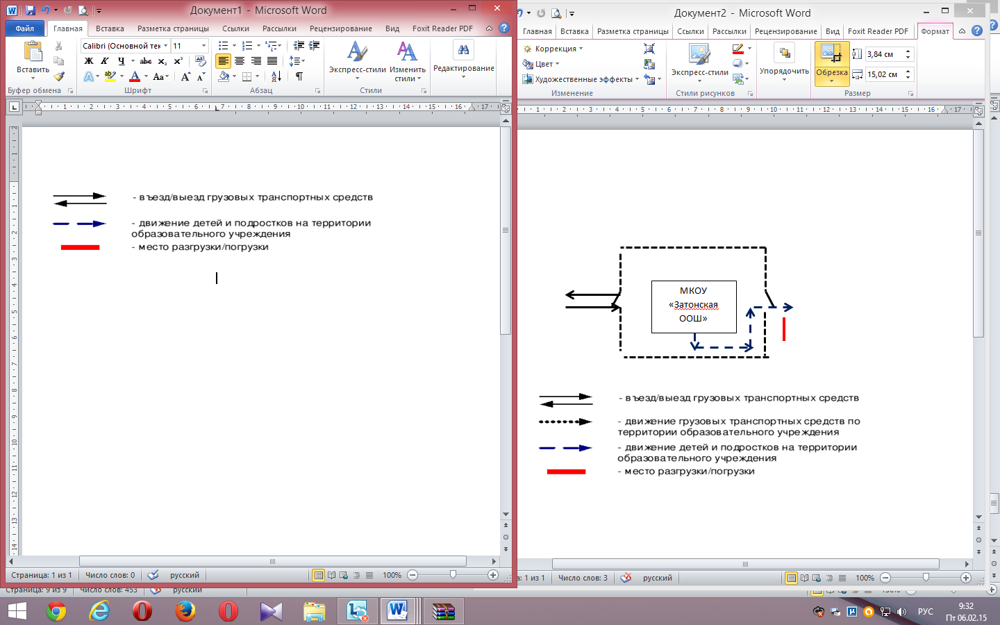 Документ1 - Microsoft Word
Файл Главная Вставка Разметка страницы Ссылки Рассылки Рецензирование Вид Foxit Reader PDF
Calibri (Основной тек 11
Вставить
Ж К Ч abc x₂ x²
Экспресс-стили
Изменить стили
Редактирование
Буфер обмена Шрифт Абзац Стили
- въезд/выезд грузовых транспортных средств
- движение детей и подростков на территории
образовательного учреждения
- место разгрузки/погрузки
Страница: 1 из 1 Число слов: 0 русский 100%
Страница: 9 из 9 Число слов: 453 русский
Документ2 - Microsoft Word
Главная Вставка Разметка страницы Ссылки Рассылки Рецензирование Вид Foxit Reader PDF Формат
Коррекция
Цвет
Художественные эффекты
Экспресс-стили
Упорядочить
Обрезка
3,84 см
15,02 см
Изменение Стили рисунков Размер
МКОУ
«Затонская
ООШ»
- въезд/выезд грузовых транспортных средств
- движение грузовых транспортных средств по
территории образовательного учреждения
- движение детей и подростков на территории
образовательного учреждения
- место разгрузки/погрузки
а: 1 из 1 Число слов: 3 русский 100%
РУС
9:32
Пт 06.02.15